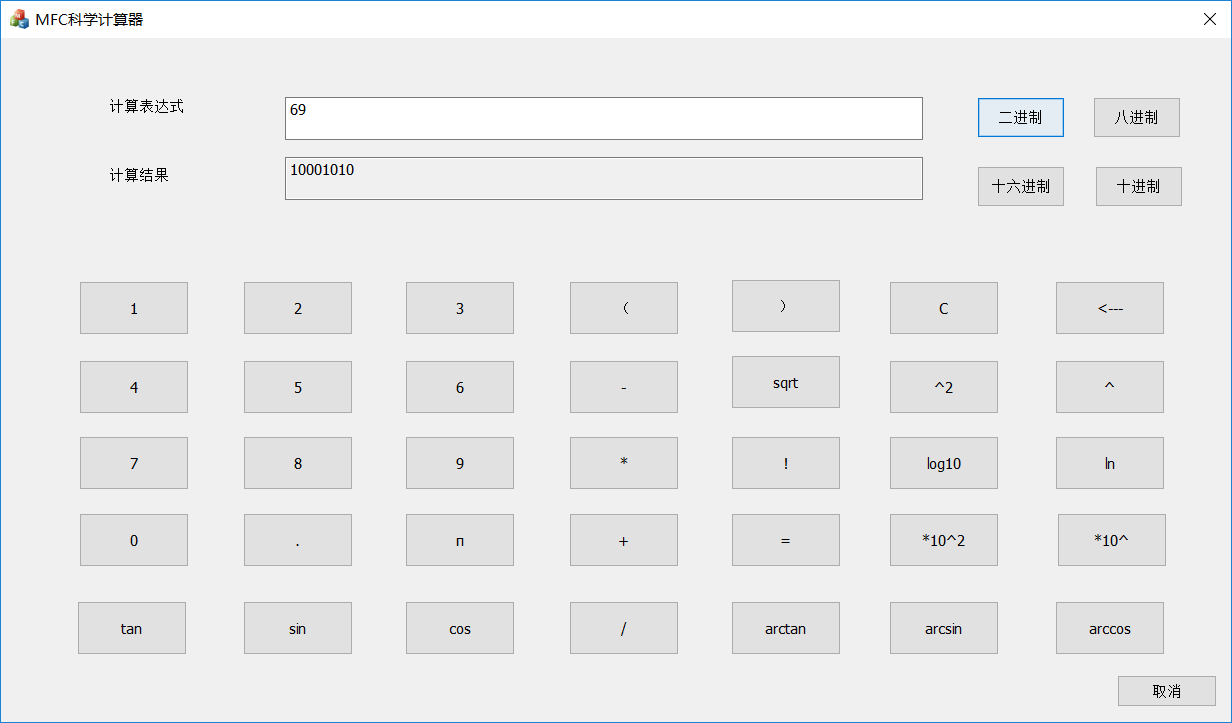 MFC科学计算器
计算表达式
69
二进制
八进制
计算结果
10001010
十六进制
十进制
1
2
3
（
）
C
<---
4
5
6
-
sqrt
^2
^
7
8
9
*
!
log10
ln
0
.
п
+
=
*10^2
*10^
tan
sin
cos
/
arctan
arcsin
arccos
取消